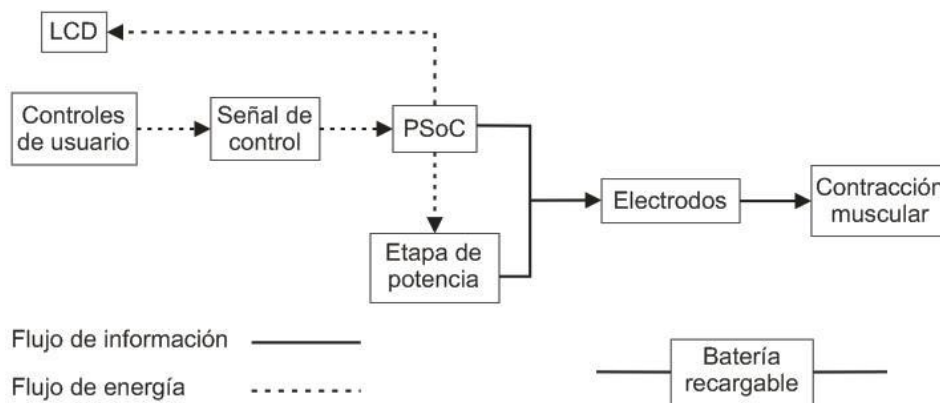 LCD
Controles
de usuario
Señal de
control
PSoC
Electrodos
Contracción
muscular
Etapa de
potencia
Flujo de información
Flujo de energía
Batería
recargable